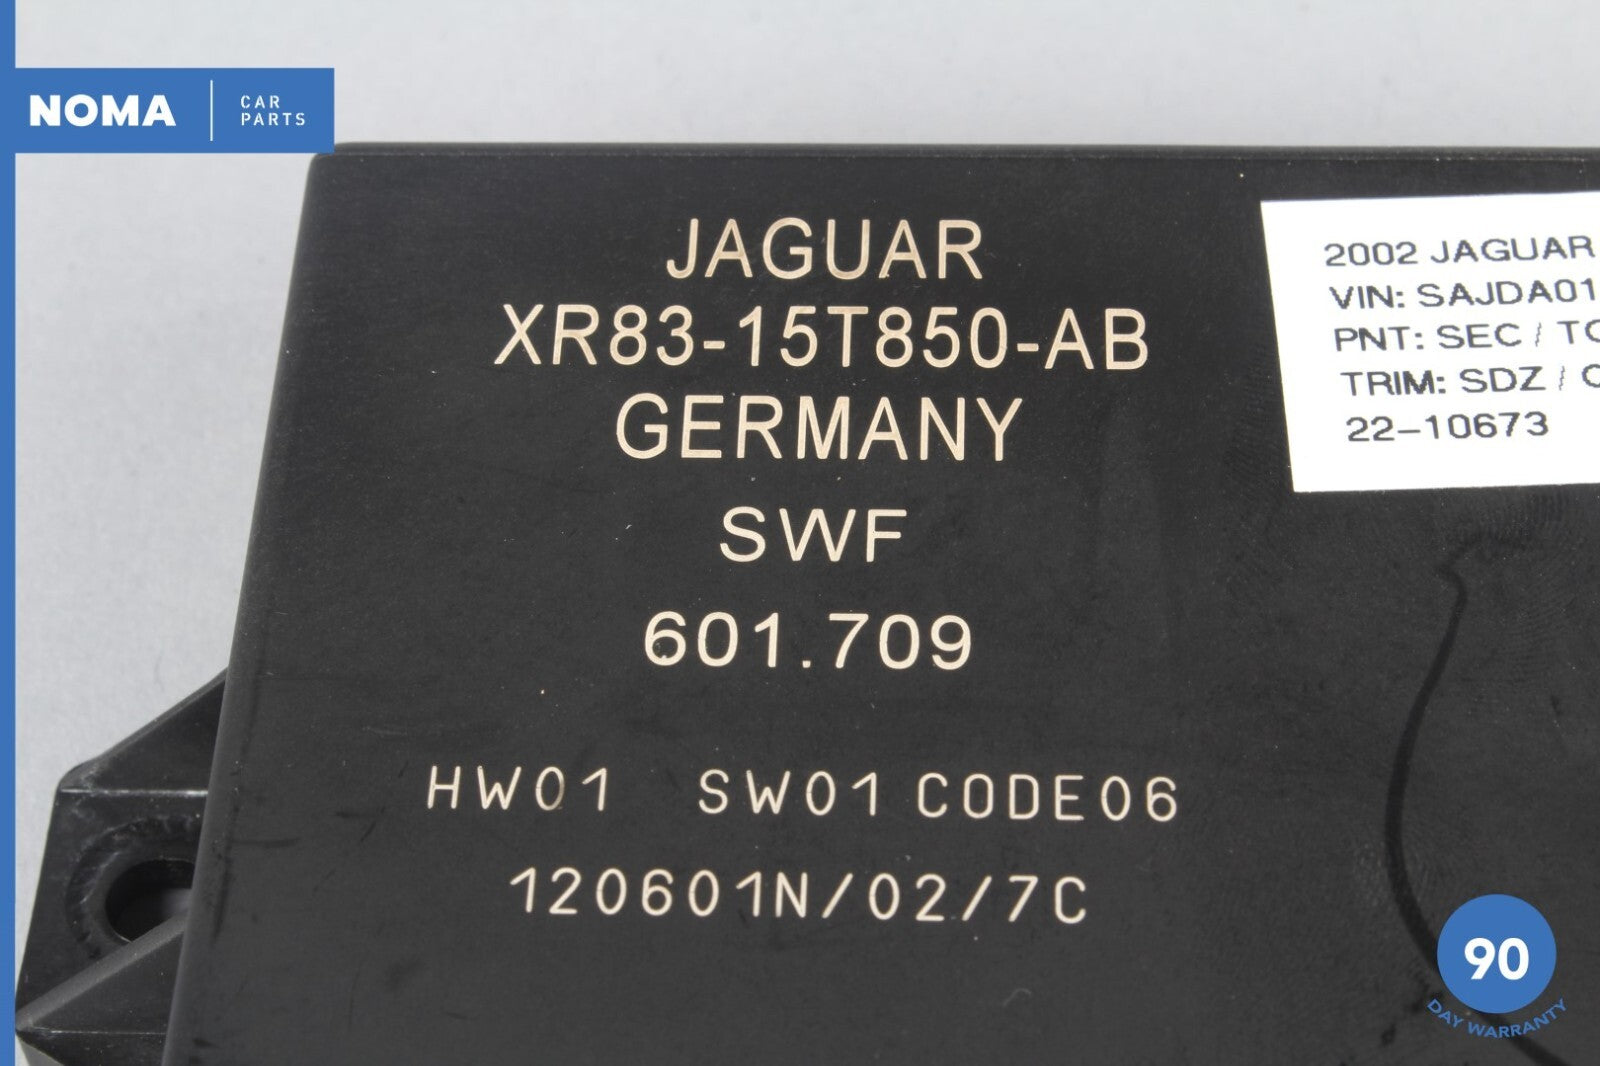 NOMA
CAR
PARTS
JAGUAR
XR83-15T850-AB
GERMANY
SWF
601.709
HW01 SW01 CODE06
120601N/02/7C
2002 JAGUAR
VIN: SAJDA01
PNT: SEC / TO
TRIM: SDZ /
22-10673
90
DAY WARRANTY